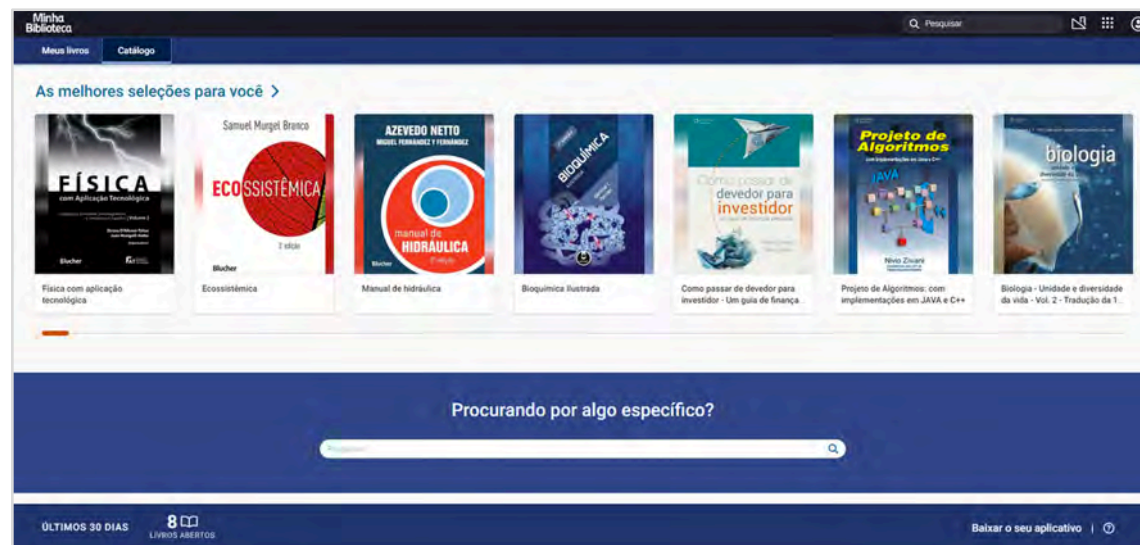 Minha
Biblioteca
Pesquisar
Meus livros
Catálogo
As melhores seleções para você
FÍSICA
com Aplicação Tecnológica
Blucher
Samuel Murgel Branco
ECOSSISTÊMICA
Blucher
AZEVEDO NETTO
MIGUEL FERNÁNDEZ Y FERNÁNDEZ
manual de
HIDRÁULICA
Blucher
BIOQUÍMICA
Como passar de
devedor para
investidor
Projeto de
Algoritmos
com implementações em Java e C++
JAVA
Nivio Ziviani
biologia
Física com aplicação
tecnológica
Ecossistêmica
Manual de hidráulica
Bioquímica Ilustrada
Como passar de devedor para
investidor - Um guia de finança...
Projeto de Algoritmos: com
implementações em JAVA e C++
Biologia - Unidade e diversidade
da vida - Vol. 2 - Tradução da 1...
Procurando por algo específico?
ÚLTIMOS 30 DIAS
8
LIVROS ABERTOS
Baixar o seu aplicativo